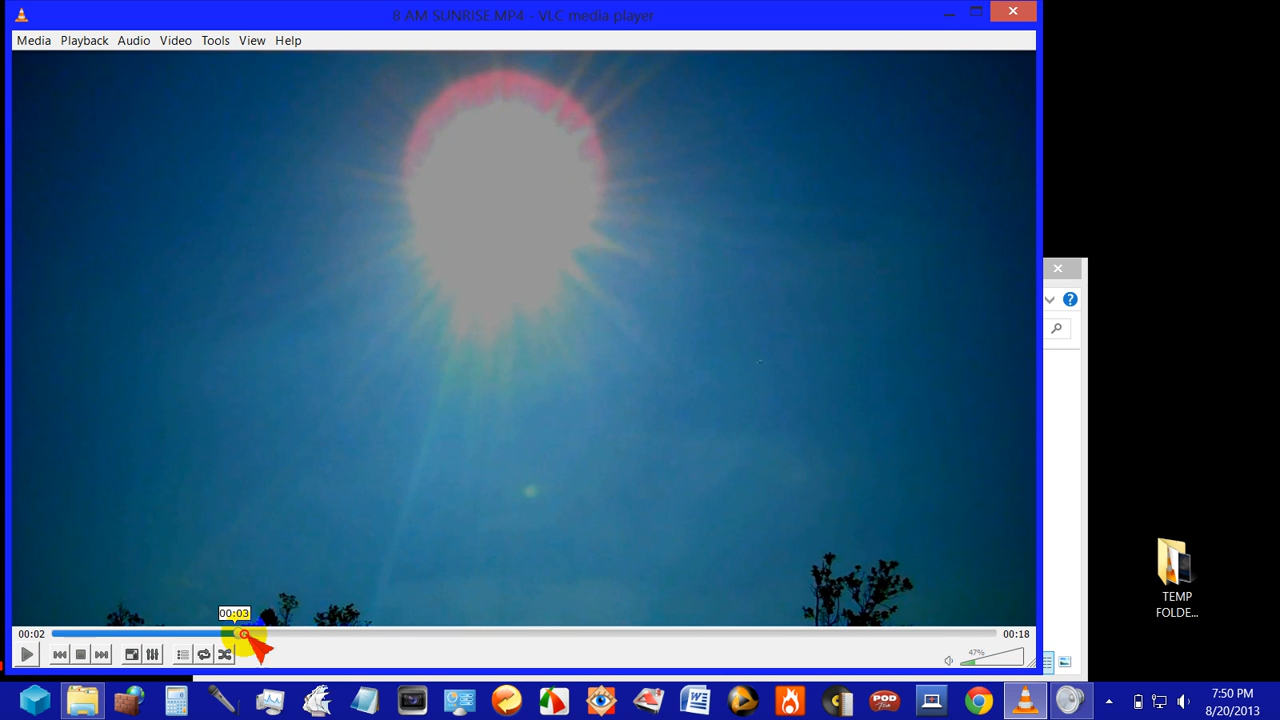 8 AM SUNRISE.MP4 - VLC media player
Media Playback Audio Video Tools View Help
00:03
00:02
00:18
47%
TEMP
FOLDE...
W
POD
7:50 PM
8/20/2013